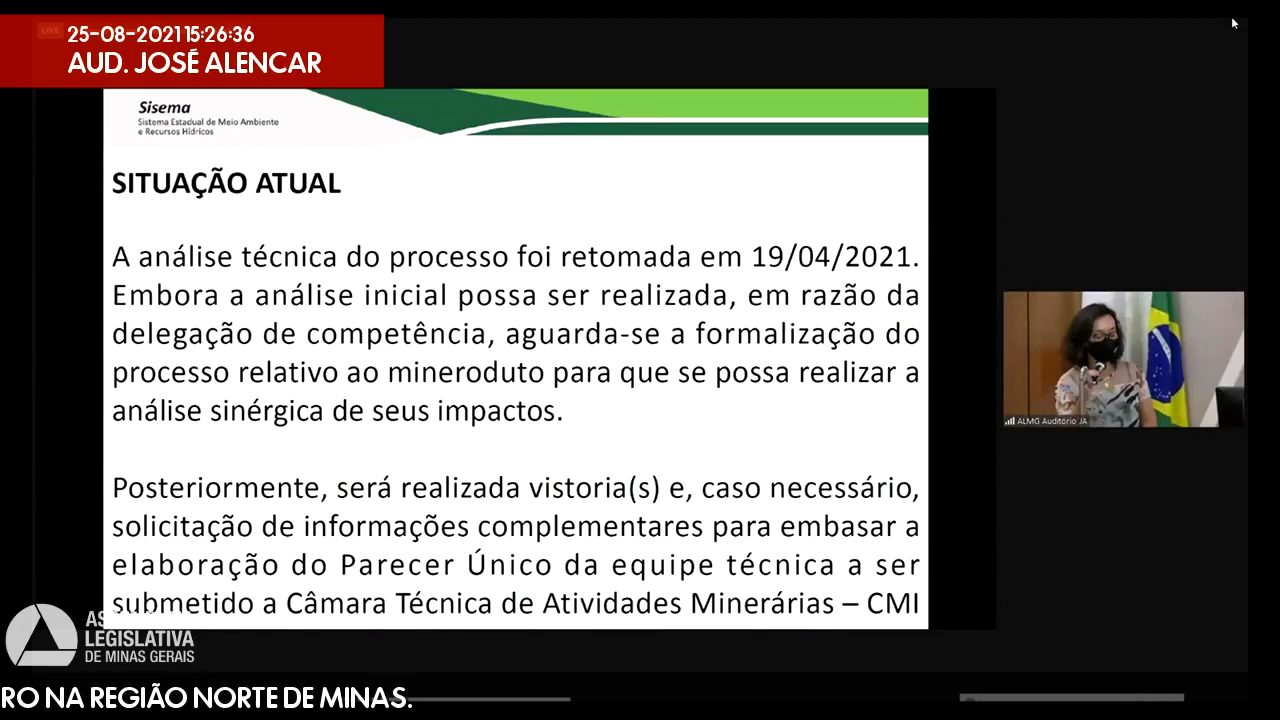 LIVE
25-08-2021 15:26:36
AUD. JOSÉ ALENCAR
Sisema
Sistema Estadual de Meio Ambiente
e Recursos Hídricos
SITUAÇÃO ATUAL
A análise técnica do processo foi retomada em 19/04/2021.
Embora a análise inicial possa ser realizada, em razão da
delegação de competência, aguarda-se a formalização do
processo relativo ao mineroduto para que se possa realizar a
análise sinérgica de seus impactos.
Posteriormente, será realizada vistoria(s) e, caso necessário,
solicitação de informações complementares para embasar a
elaboração do Parecer Único da equipe técnica a ser
submetido a Câmara Técnica de Atividades Minerárias – CMI
ALMG Auditório JA
LEGISLATIVA
DE MINAS GERAIS
RO NA REGIÃO NORTE DE MINAS.